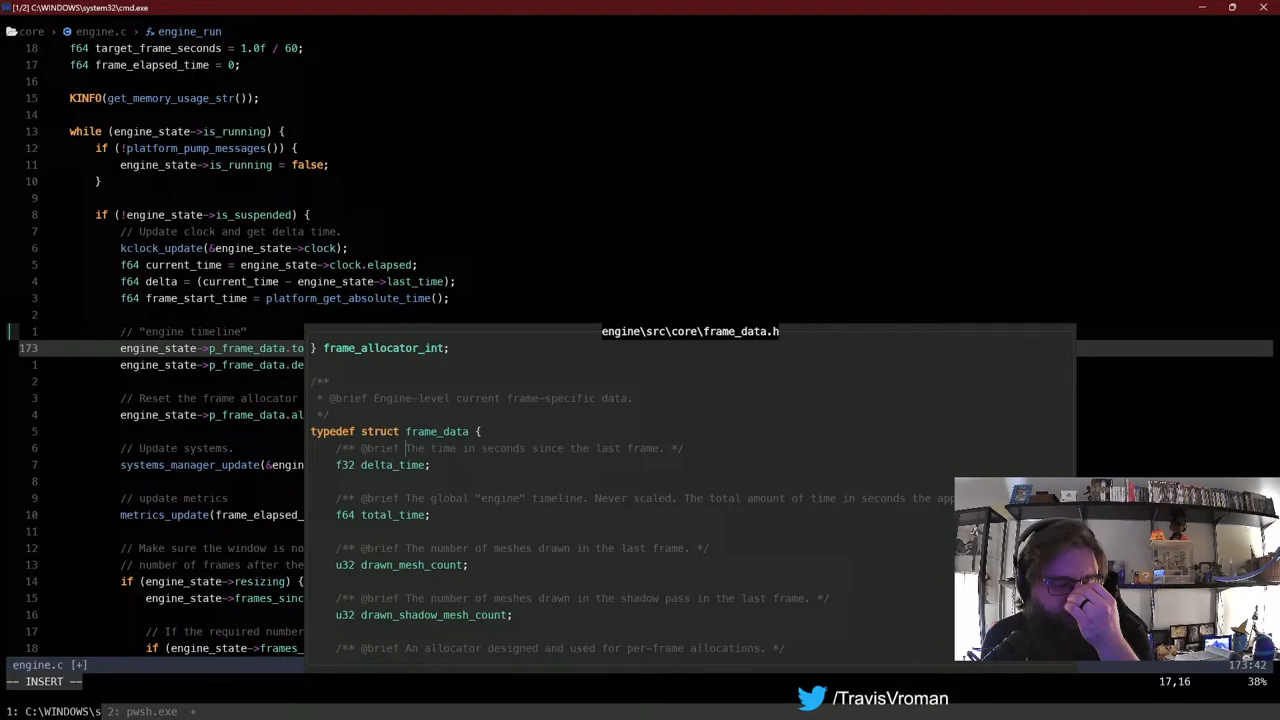 [1/2] C:\WINDOWS\system32\cmd.exe
core > engine.c > engine_run
18 f64 target_frame_seconds = 1.0f / 60;
17 f64 frame_elapsed_time = 0;
16
15 KINFO(get_memory_usage_str());
14
13 while (engine_state->is_running) {
12 if (!platform_pump_messages()) {
11 engine_state->is_running = false;
10 }
9
8 if (!engine_state->is_suspended) {
7 // Update clock and get delta time.
6 kclock_update(&engine_state->clock);
5 f64 current_time = engine_state->clock.elapsed;
4 f64 delta = (current_time - engine_state->last_time);
3 f64 frame_start_time = platform_get_absolute_time();
2
1 // "engine timeline"
173 engine_state->p_frame_data.to
1 engine_state->p_frame_data.de
2
3 // Reset the frame allocator
4 engine_state->p_frame_data.al
5
6 // Update systems.
7 systems_manager_update(&engin
8
9 // update metrics
10 metrics_update(frame_elapsed_
11
12 // Make sure the window is no
13 // number of frames after the
14 if (engine_state->resizing) {
15 engine_state->frames_sinc
16
17 // If the required number
18 if (engine_state->frames_
engine\src\core\frame_data.h
} frame_allocator_int;
/**
* @brief Engine-level current frame-specific data.
*/
typedef struct frame_data {
/** @brief The time in seconds since the last frame. */
f32 delta_time;
/** @brief The global "engine" timeline. Never scaled. The total amount of time in seconds the app
f64 total_time;
/** @brief The number of meshes drawn in the last frame. */
u32 drawn_mesh_count;
/** @brief The number of meshes drawn in the shadow pass in the last frame. */
u32 drawn_shadow_mesh_count;
/** @brief An allocator designed and used for per-frame allocations. */
engine.c [+] 173:42
-- INSERT -- 17,16 38%
/TravisVroman
1: C:\WINDOWS\s 2: pwsh.exe +